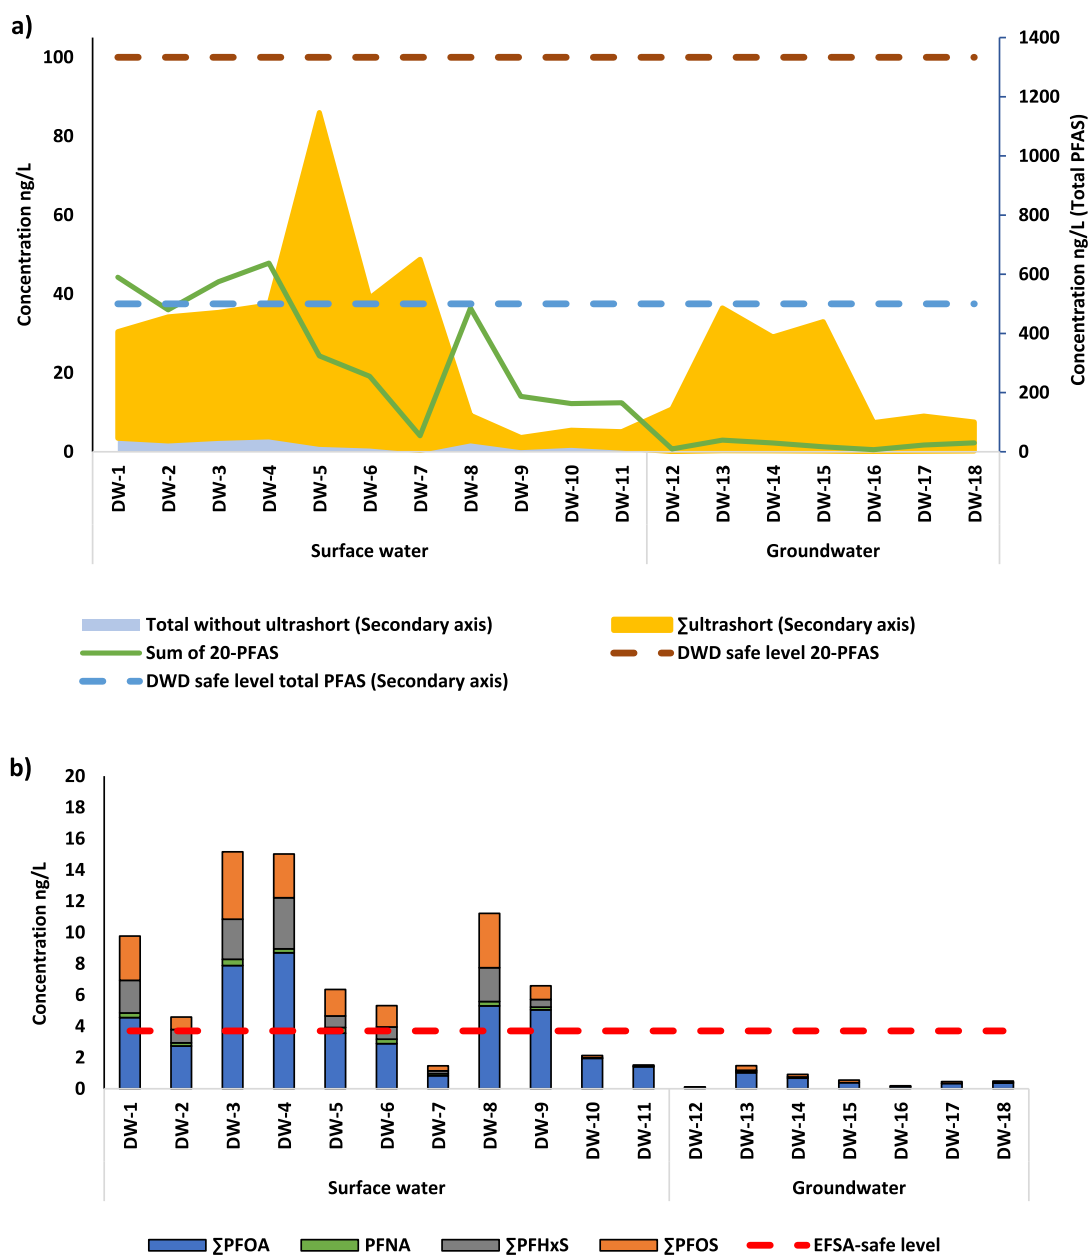 a)
Concentration ng/L
100
80
60
40
20
0
1400
1200
1000
800
600
400
200
0
Concentration ng/L (Total PFAS)
DW-1
DW-2
DW-3
DW-4
DW-5
DW-6
DW-7
DW-8
DW-9
DW-10
DW-11
DW-12
DW-13
DW-14
DW-15
DW-16
DW-17
DW-18
Surface water
Groundwater
Total without ultrashort (Secondary axis)
∑ultrashort (Secondary axis)
Sum of 20-PFAS
DWD safe level 20-PFAS
DWD safe level total PFAS (Secondary axis)
b)
Concentration ng/L
20
18
16
14
12
10
8
6
4
2
0
DW-1
DW-2
DW-3
DW-4
DW-5
DW-6
DW-7
DW-8
DW-9
DW-10
DW-11
DW-12
DW-13
DW-14
DW-15
DW-16
DW-17
DW-18
Surface water
Groundwater
∑PFOA
PFNA
∑PFHxS
∑PFOS
EFSA-safe level